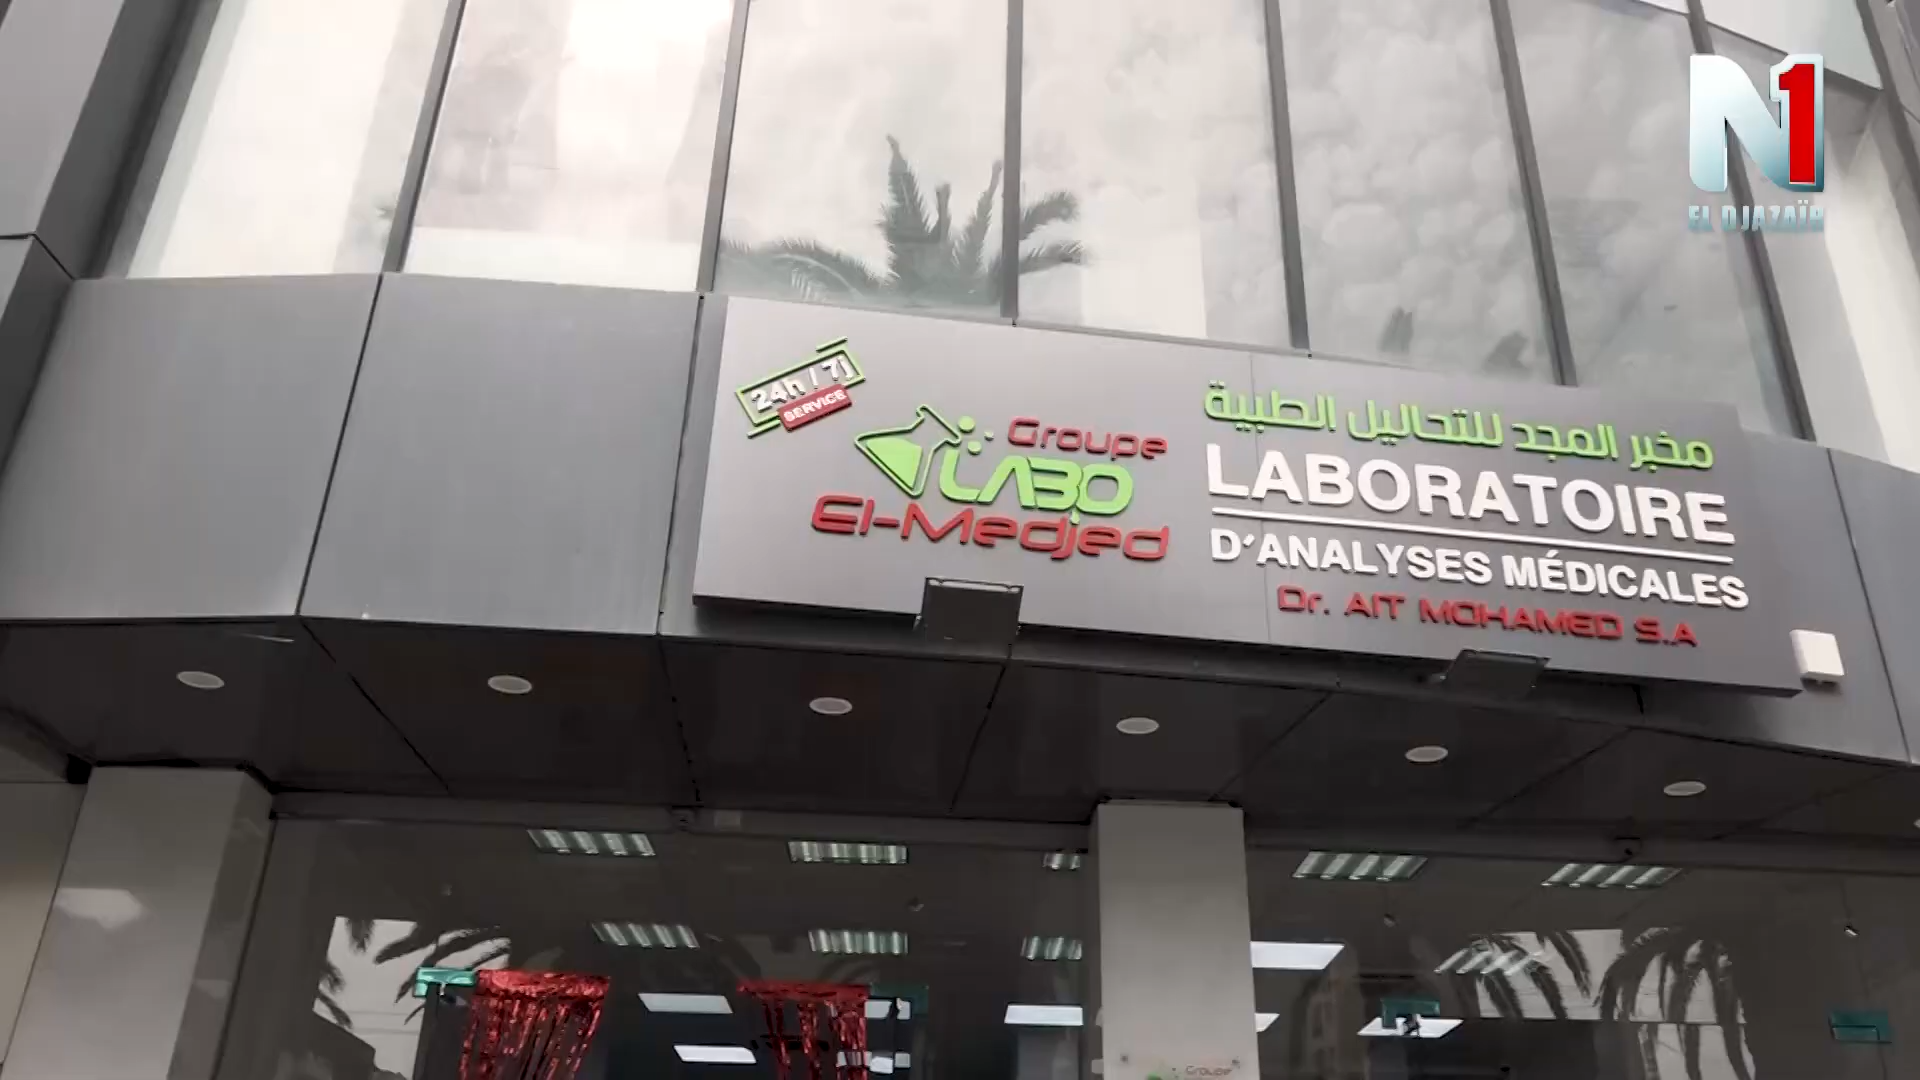 N1
EL DJAZAÏR
24h / 7j
SERVICE
Groupe
LABO
El-Medjed
مخبر المجد للتحاليل الطبية
LABORATOIRE
D'ANALYSES MÉDICALES
Dr. AIT MOHAMED S.A
Groupe